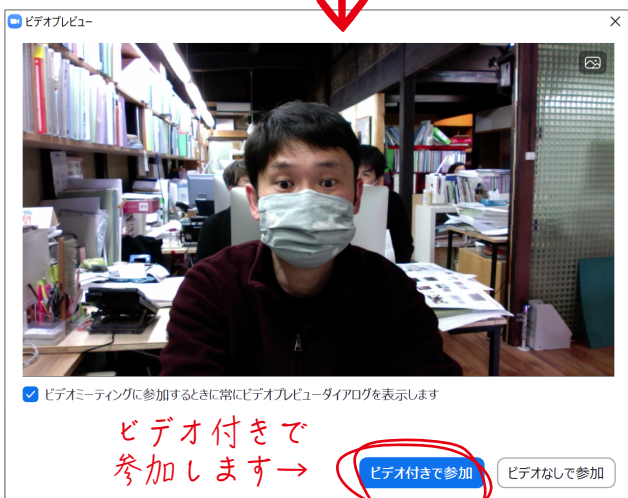 ビデオプレビュー
ビデオミーティングに参加するときに常にビデオプレビューダイアログを表示します
ビデオ付きで
参加します→
ビデオ付きで参加
ビデオなしで参加